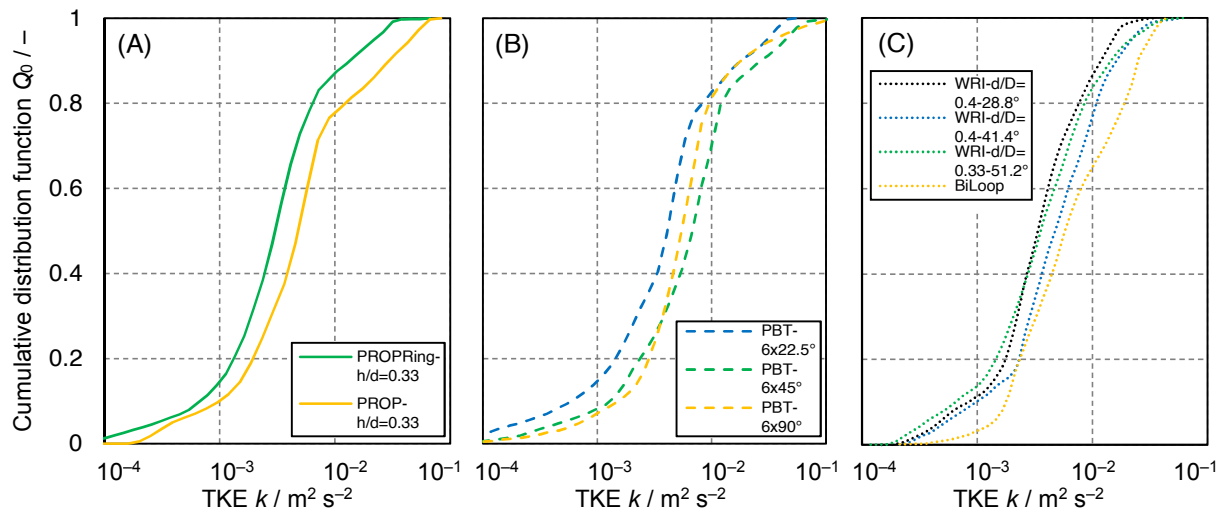 Cumulative distribution function Q₀ / –
1
0.8
0.6
0.4
0.2
0
(A)
PROPRing-
h/d=0.33
PROP-
h/d=0.33
10⁻⁴
10⁻³
10⁻²
10⁻¹
TKE k / m² s⁻²
(B)
PBT-
6x22.5°
PBT-
6x45°
PBT-
6x90°
10⁻⁴
10⁻³
10⁻²
10⁻¹
TKE k / m² s⁻²
(C)
WRI-d/D=
0.4-28.8°
WRI-d/D=
0.4-41.4°
WRI-d/D=
0.33-51.2°
BiLoop
10⁻⁴
10⁻³
10⁻²
10⁻¹
TKE k / m² s⁻²